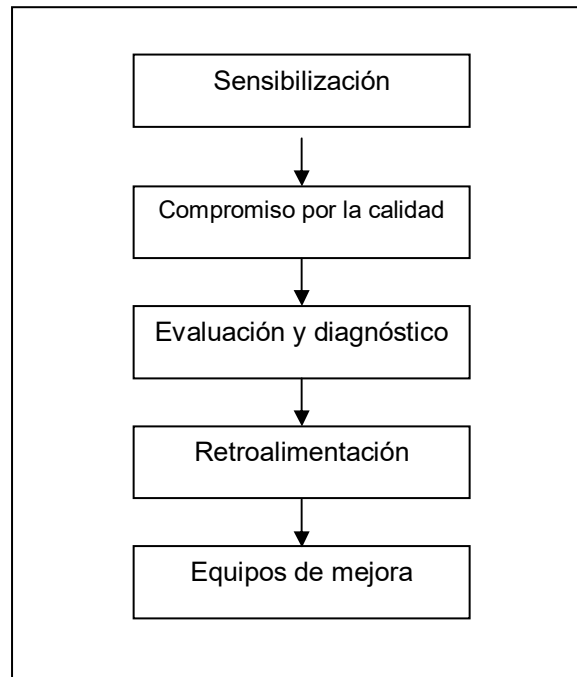 Sensibilización
Compromiso por la calidad
Evaluación y diagnóstico
Retroalimentación
Equipos de mejora